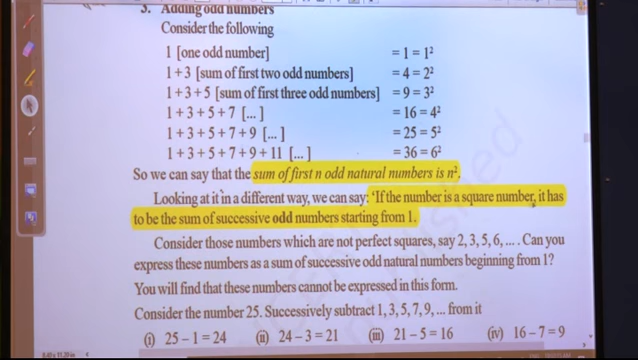 3. Adding odd numbers
Consider the following
1 [one odd number] = 1 = 1²
1 + 3 [sum of first two odd numbers] = 4 = 2²
1 + 3 + 5 [sum of first three odd numbers] = 9 = 3²
1 + 3 + 5 + 7 [... ] = 16 = 4²
1 + 3 + 5 + 7 + 9 [... ] = 25 = 5²
1 + 3 + 5 + 7 + 9 + 11 [... ] = 36 = 6²
So we can say that the sum of first n odd natural numbers is n².
Looking at it in a different way, we can say: 'If the number is a square number, it has
to be the sum of successive odd numbers starting from 1.
Consider those numbers which are not perfect squares, say 2, 3, 5, 6, ... . Can you
express these numbers as a sum of successive odd natural numbers beginning from 1?
You will find that these numbers cannot be expressed in this form.
Consider the number 25. Successively subtract 1, 3, 5, 7, 9, ... from it
(i) 25 – 1 = 24 (ii) 24 – 3 = 21 (iii) 21 – 5 = 16 (iv) 16 – 7 = 9